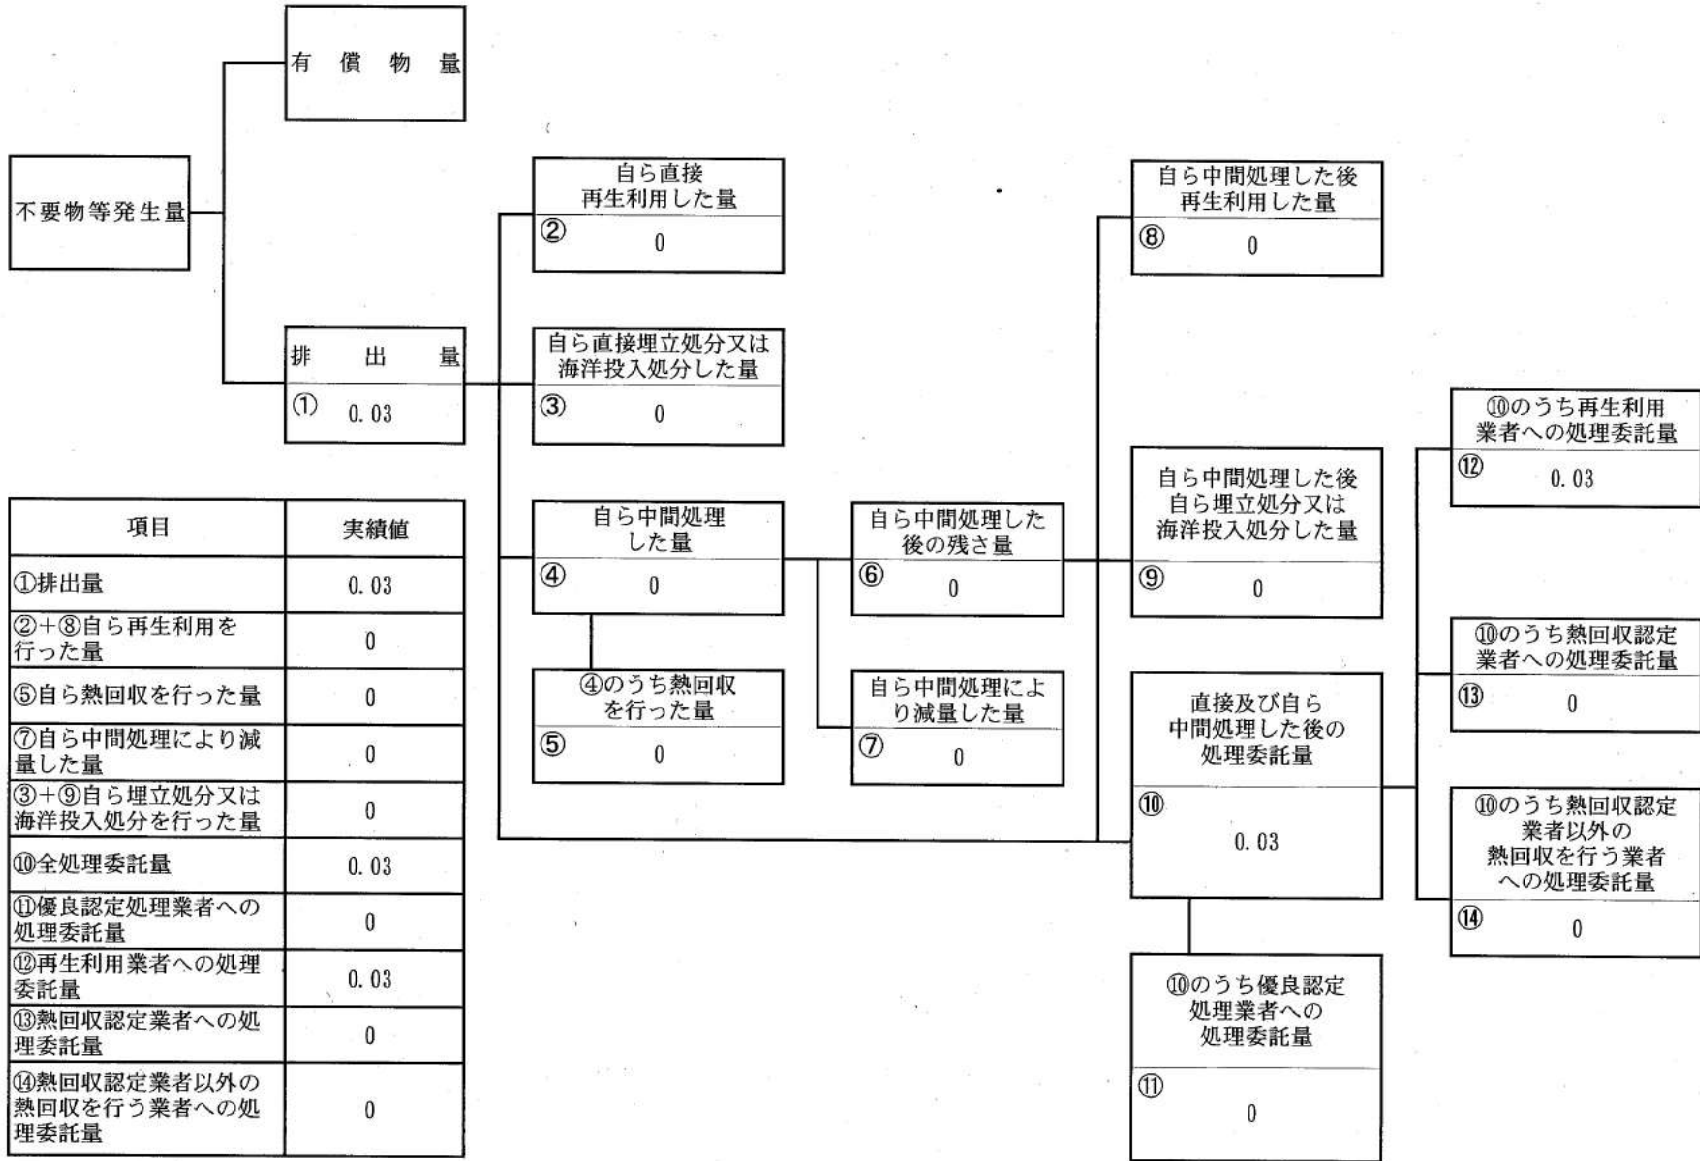 有償物量
不要物等発生量
排出量
① 0.03
自ら直接
再生利用した量
② 0
自ら直接埋立処分又は
海洋投入処分した量
③ 0
自ら中間処理
した量
④ 0
④のうち熱回収
を行った量
⑤ 0
自ら中間処理した
後の残さ量
⑥ 0
自ら中間処理によ
り減量した量
⑦ 0
自ら中間処理した後
再生利用した量
⑧ 0
自ら中間処理した後
自ら埋立処分又は
海洋投入処分した量
⑨ 0
直接及び自ら
中間処理した後の
処理委託量
⑩
0.03
⑩のうち優良認定
処理業者への
処理委託量
⑪
0
⑩のうち再生利用
業者への処理委託量
⑫ 0.03
⑩のうち熱回収認定
業者への処理委託量
⑬ 0
⑩のうち熱回収認定
業者以外の
熱回収を行う業者
への処理委託量
⑭ 0
項目 実績値
①排出量 0.03
②+⑧自ら再生利用を
行った量 0
⑤自ら熱回収を行った量 0
⑦自ら中間処理により減
量した量 0
③+⑨自ら埋立処分又は
海洋投入処分を行った量 0
⑩全処理委託量 0.03
⑪優良認定処理業者への
処理委託量 0
⑫再生利用業者への処理
委託量 0.03
⑬熱回収認定業者への処
理委託量 0
⑭熱回収認定業者以外の
熱回収を行う業者への処
理委託量 0